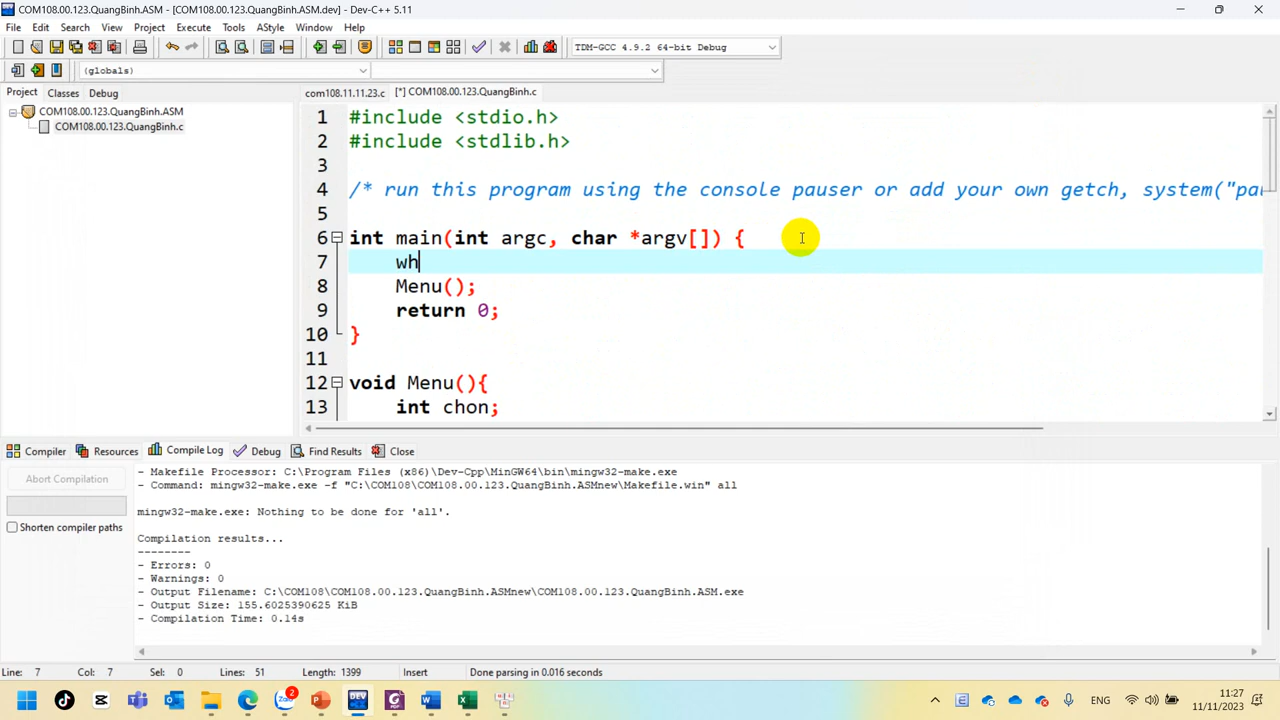 COM108.00.123.QuangBinh.ASM - [COM108.00.123.QuangBinh.ASM.dev] - Dev-C++ 5.11
File Edit Search View Project Execute Tools AStyle Window Help
TDM-GCC 4.9.2 64-bit Debug
(globals)
Project Classes Debug
com108.11.11.23.c [*] COM108.00.123.QuangBinh.c
COM108.00.123.QuangBinh.ASM
COM108.00.123.QuangBinh.c
1 #include <stdio.h>
2 #include <stdlib.h>
3
4 /* run this program using the console pauser or add your own getch, system("pa
5
6 int main(int argc, char *argv[]) {
7 wh
8 Menu();
9 return 0;
10 }
11
12 void Menu(){
13 int chon;
Compiler Resources Compile Log Debug Find Results Close
Abort Compilation
Shorten compiler paths
- Makefile Processor: C:\Program Files (x86)\Dev-Cpp\MinGW64\bin\mingw32-make.exe
- Command: mingw32-make.exe -f "C:\COM108\COM108.00.123.QuangBinh.ASMnew\Makefile.win" all
mingw32-make.exe: Nothing to be done for 'all'.
Compilation results...
--------
- Errors: 0
- Warnings: 0
- Output Filename: C:\COM108\COM108.00.123.QuangBinh.ASMnew\COM108.00.123.QuangBinh.ASM.exe
- Output Size: 155.6025390625 KiB
- Compilation Time: 0.14s
Line: 7 Col: 7 Sel: 0 Lines: 51 Length: 1399 Insert Done parsing in 0.016 seconds
2
DEV
ENG
11:27
11/11/2023